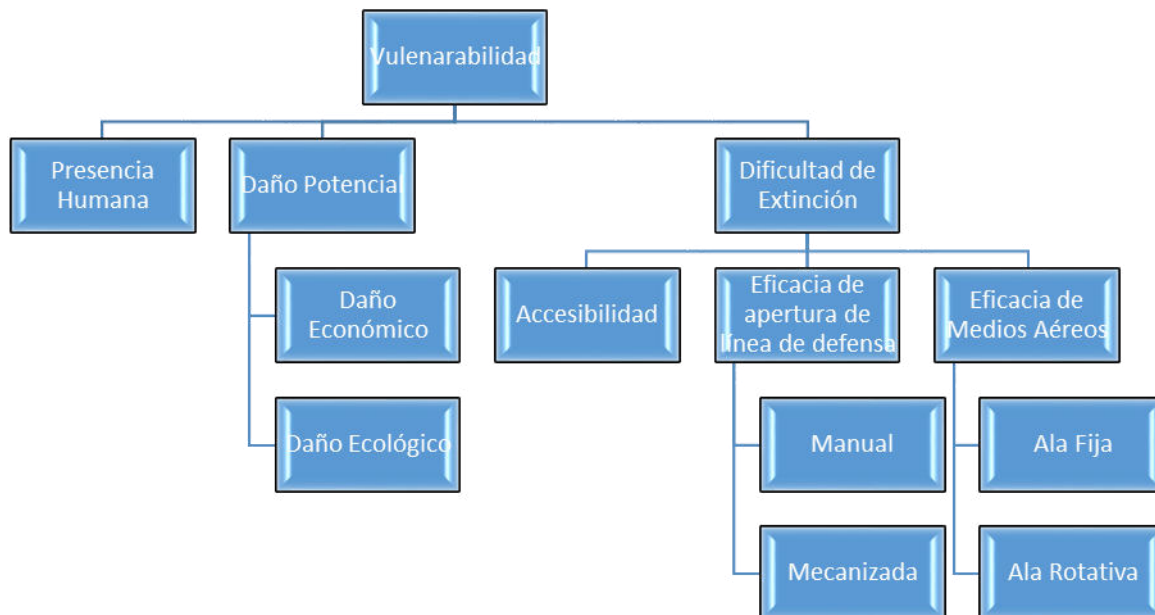 Vulenarabilidad
Presencia
Humana
Daño Potencial
Dificultad de
Extinción
Daño
Económico
Daño Ecológico
Accesibilidad
Eficacia de
apertura de
línea de defensa
Eficacia de
Medios Aéreos
Manual
Mecanizada
Ala Fija
Ala Rotativa